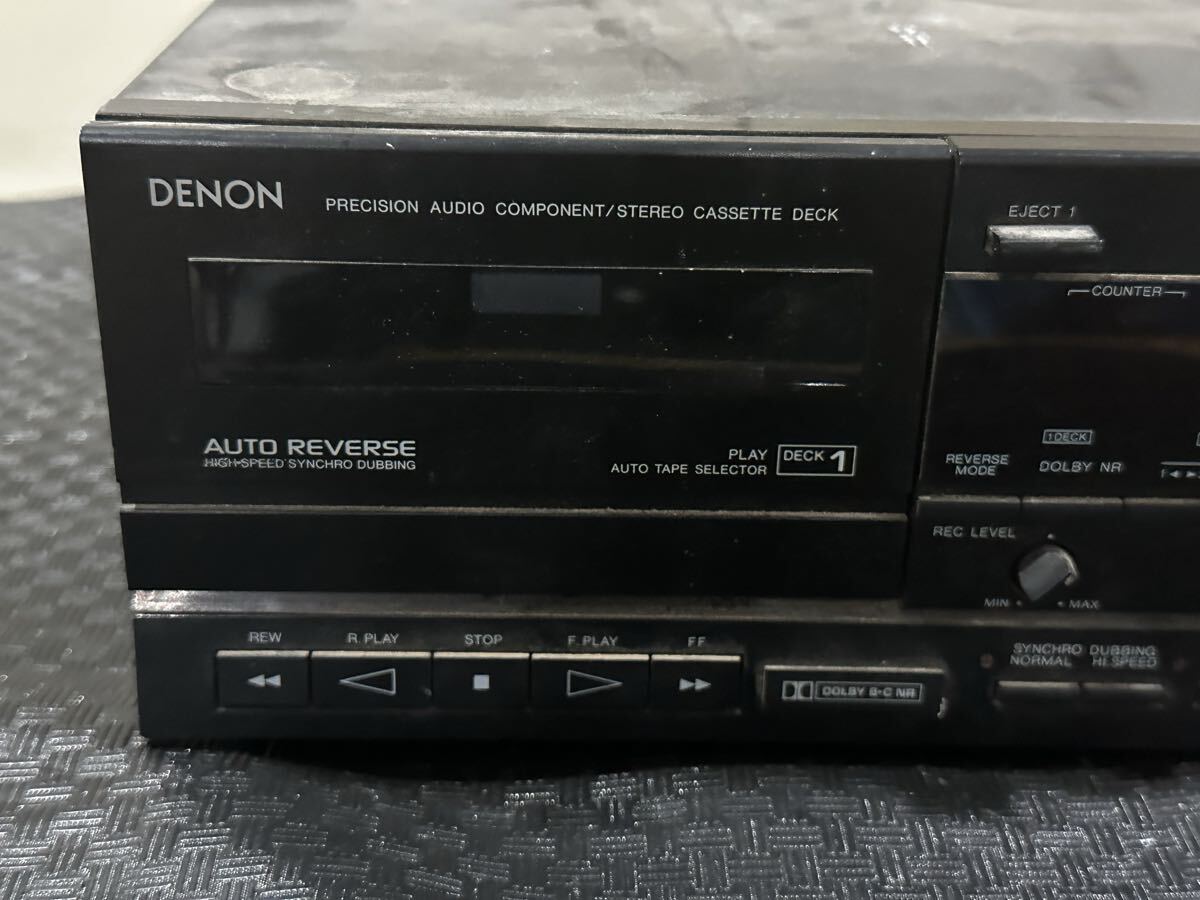 DENON
PRECISION AUDIO COMPONENT/STEREO CASSETTE DECK
AUTO REVERSE
HIGH-SPEED SYNCHRO DUBBING
PLAY
AUTO TAPE SELECTOR
DECK 1
EJECT 1
COUNTER
1DECK
REVERSE
MODE
DOLBY NR
REC LEVEL
MIN
MAX
REW
R.PLAY
STOP
F.PLAY
FF
DOLBY B·C NR
SYNCHRO DUBBING
NORMAL
HI SPEED